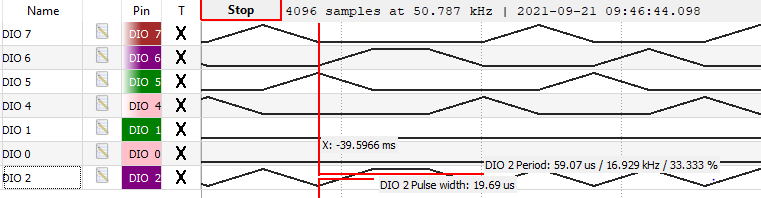 Name Pin T Stop 4096 samples at 50.787 kHz | 2021-09-21 09:46:44.098
DIO 7 DIO 7 X
DIO 6 DIO 6 X
DIO 5 DIO 5 X
DIO 4 DIO 4 X
DIO 1 DIO 1 X
X: -39.5966 ms
DIO 0 DIO 0 X
DIO 2 Period: 59.07 us / 16.929 kHz / 33.333 %
DIO 2 DIO 2 X
DIO 2 Pulse width: 19.69 us